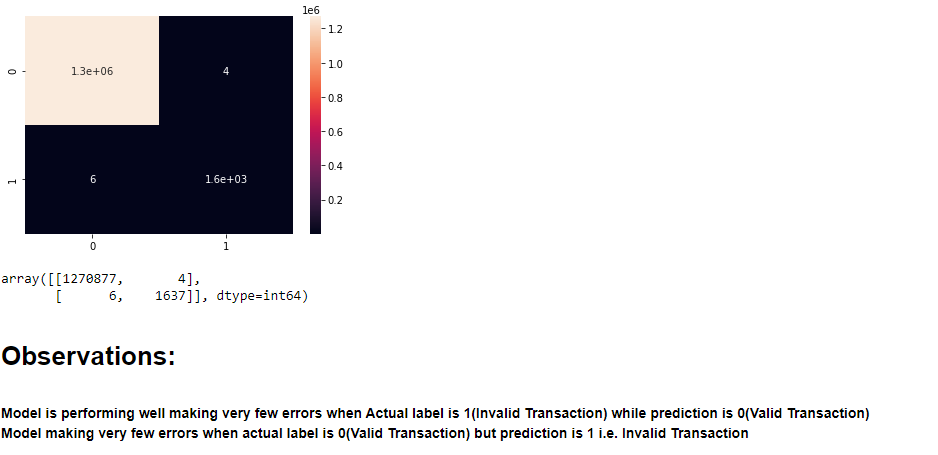 1e6
1.2
0
1.3e+06
4
1.0
0.8
0.6
1
6
1.6e+03
0.4
0.2
0
1
array([[1270877,      4],
       [      6,    1637]], dtype=int64)
Observations:
Model is performing well making very few errors when Actual label is 1(Invalid Transaction) while prediction is 0(Valid Transaction)
Model making very few errors when actual label is 0(Valid Transaction) but prediction is 1 i.e. Invalid Transaction